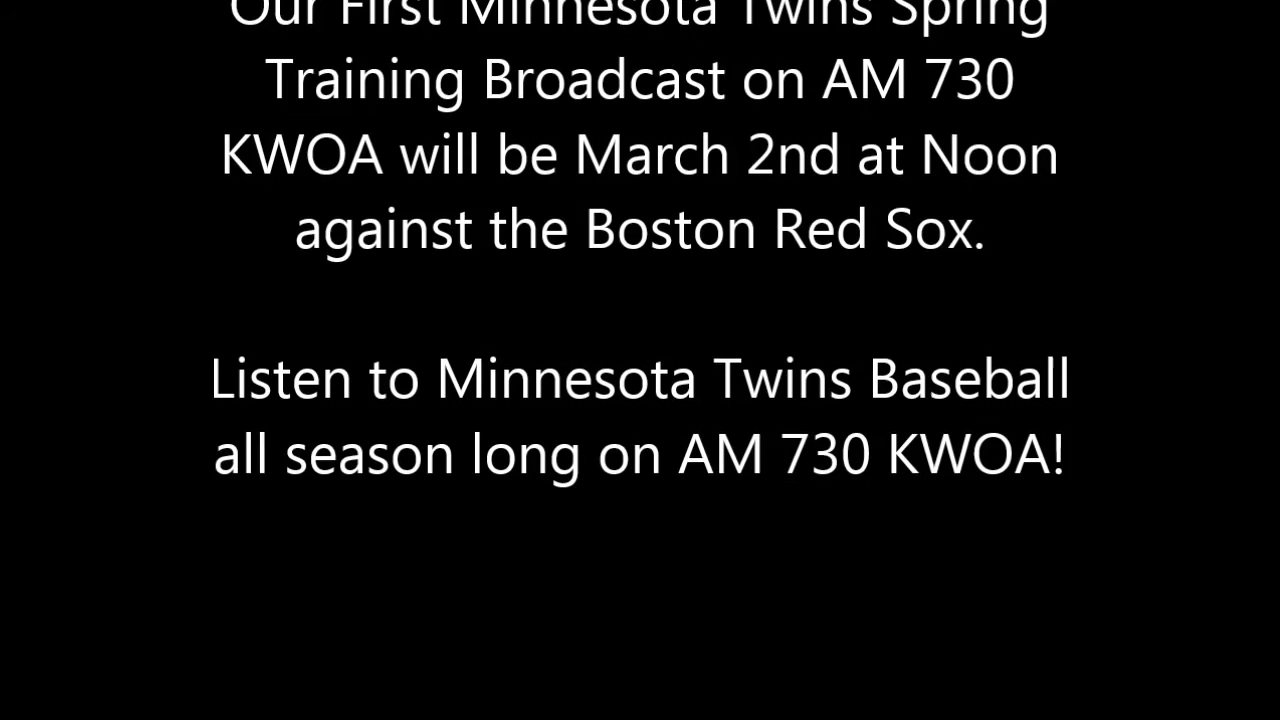 Our First Minnesota Twins Spring
Training Broadcast on AM 730
KWOA will be March 2nd at Noon
against the Boston Red Sox.
Listen to Minnesota Twins Baseball
all season long on AM 730 KWOA!